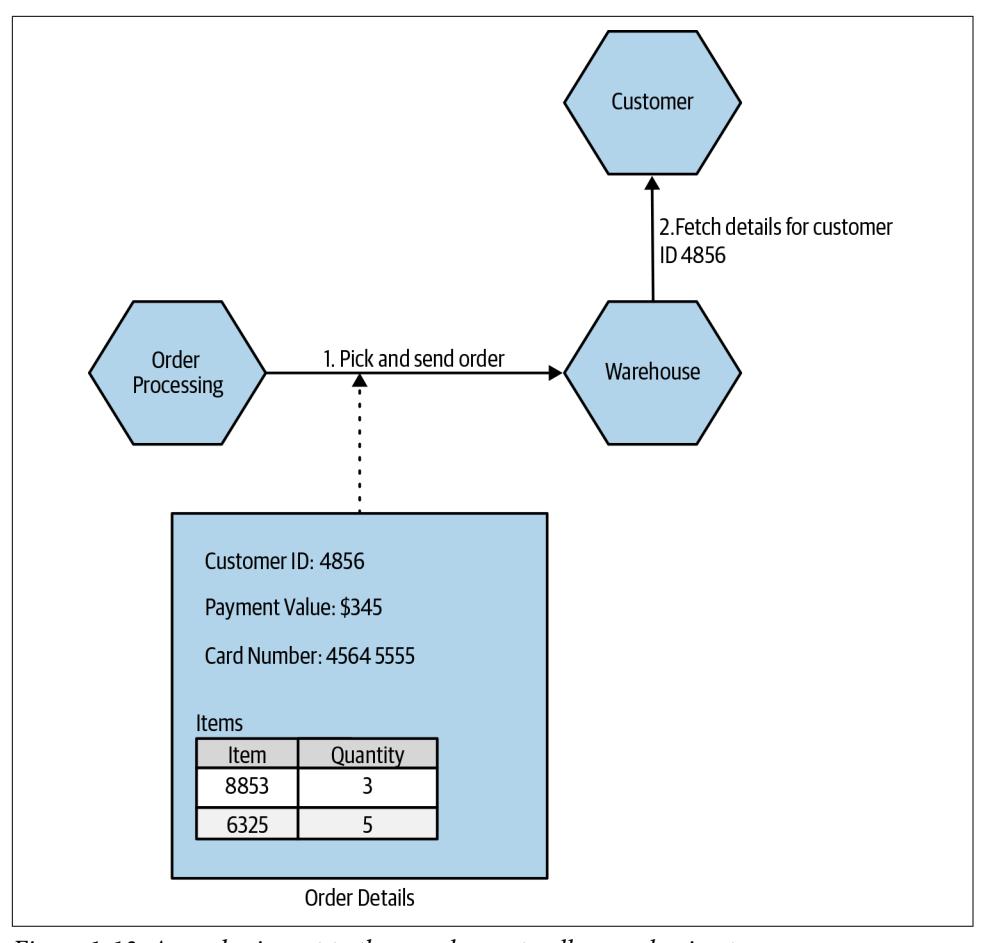 Customer
2.Fetch details for customer
ID 4856
Order
Processing
1. Pick and send order
Warehouse
Customer ID: 4856
Payment Value: $345
Card Number: 4564 5555
Items
Item Quantity
8853 3
6325 5
Order Details